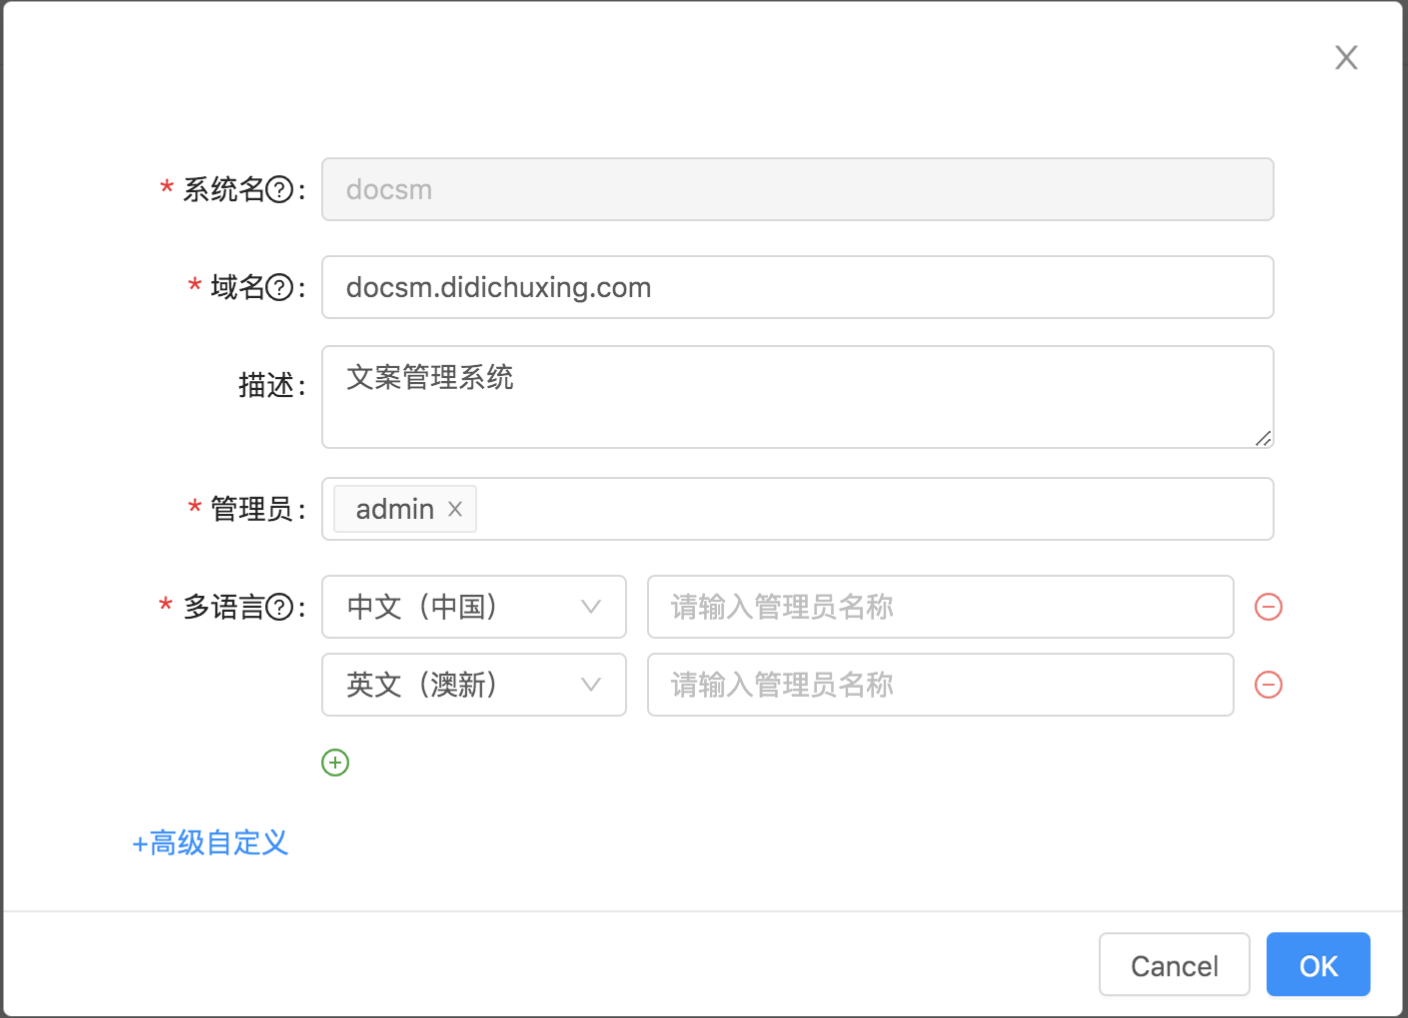 * 系统名?: docsm
* 域名?: docsm.didichuxing.com
描述: 文案管理系统
* 管理员: admin
* 多语言?: 中文（中国） 请输入管理员名称
英文（澳新） 请输入管理员名称
+高级自定义
Cancel OK